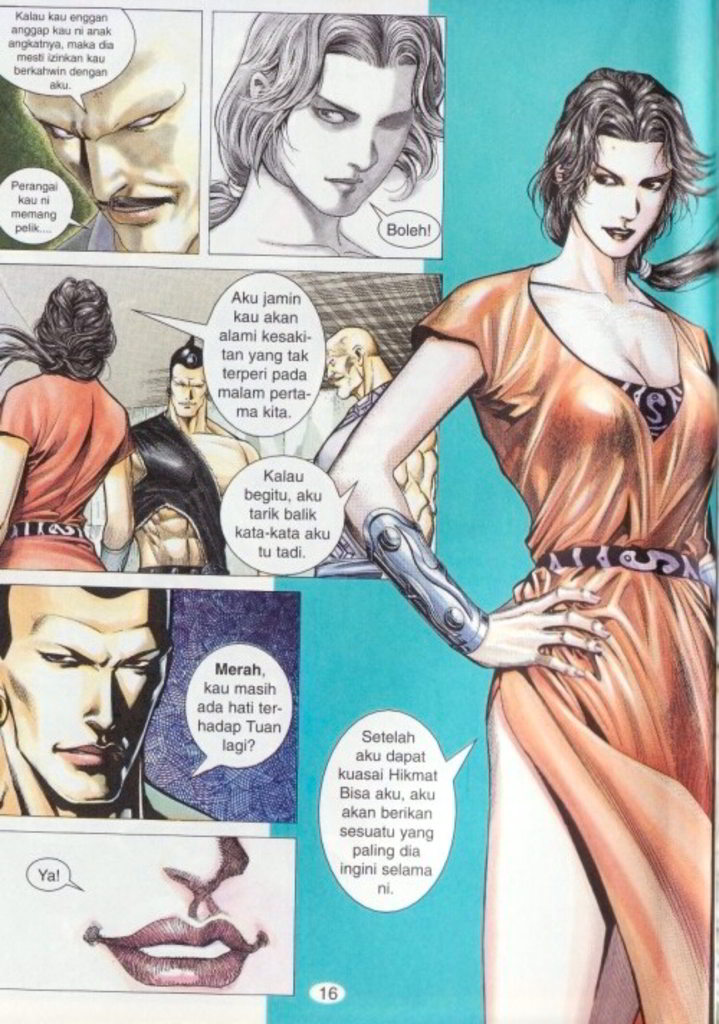 Kalau kau enggan
anggap kau ni anak
angkatnya, maka dia
mesti izinkan kau
berkahwin dengan
aku.
Perangai
kau ni
memang
pelik....
Boleh!
Aku jamin
kau akan
alami kesaki-
tan yang tak
terperi pada
malam perta-
ma kita.
Kalau
begitu, aku
tarik balik
kata-kata aku
tu tadi.
Merah,
kau masih
ada hati ter-
hadap Tuan
lagi?
Ya!
Setelah
aku dapat
kuasai Hikmat
Bisa aku, aku
akan berikan
sesuatu yang
paling dia
ingini selama
ni.
16